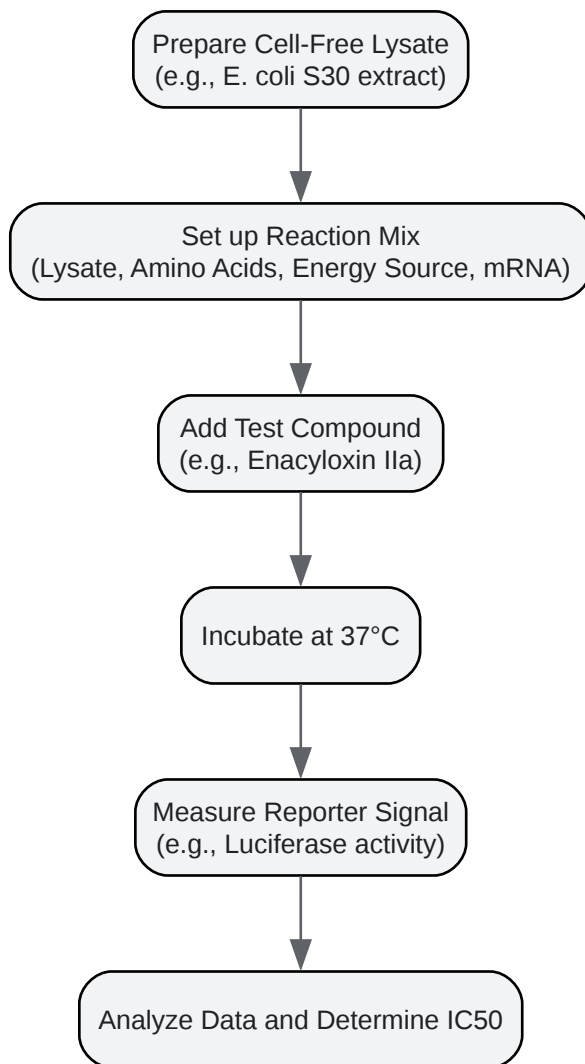 Prepare Cell-Free Lysate
(e.g., E. coli S30 extract)
Set up Reaction Mix
(Lysate, Amino Acids, Energy Source, mRNA)
Add Test Compound
(e.g., Enacyloxin IIa)
Incubate at 37°C
Measure Reporter Signal
(e.g., Luciferase activity)
Analyze Data and Determine IC50